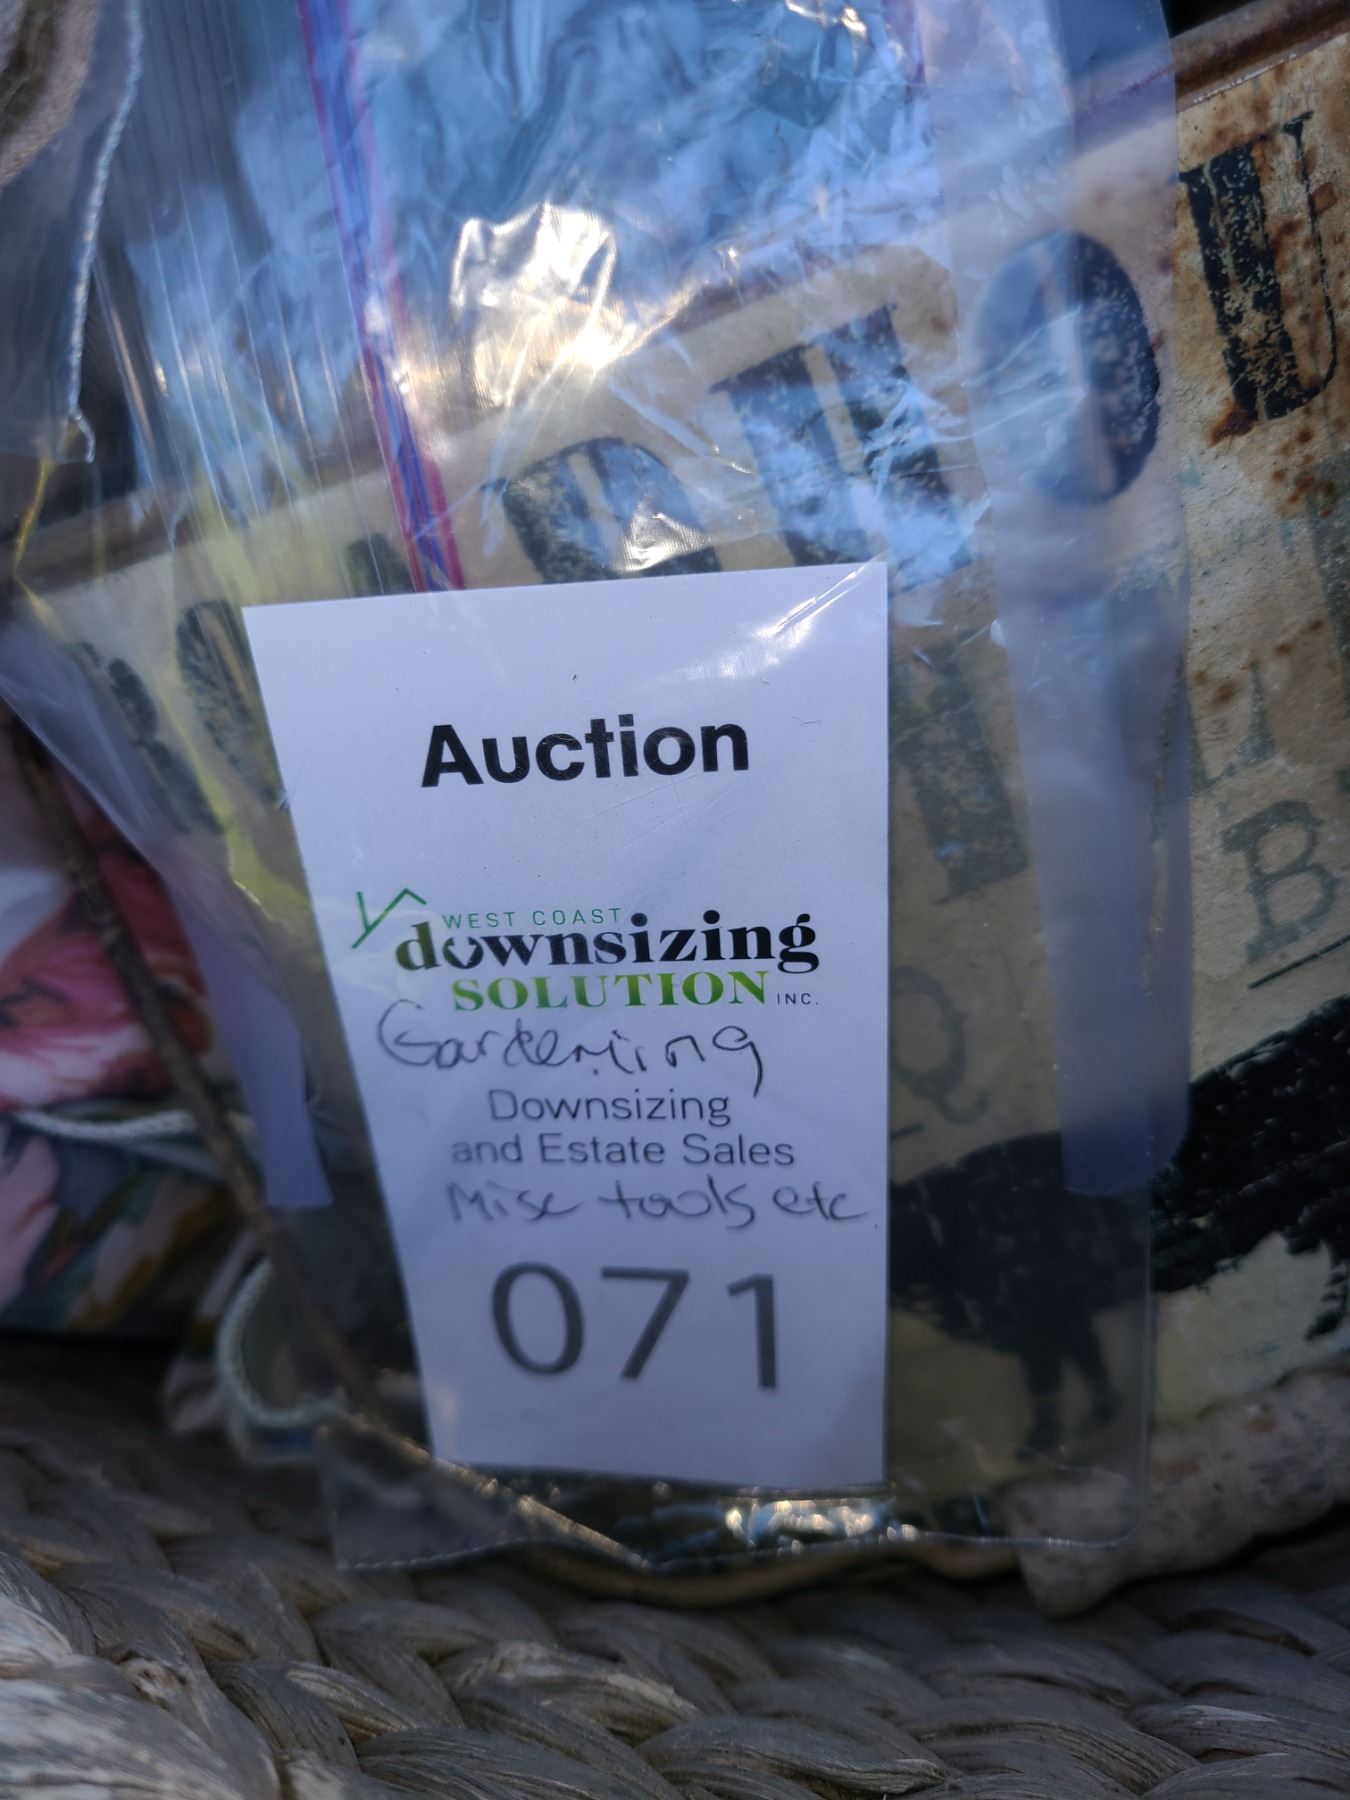 Auction
WEST COAST
downsizing
SOLUTION INC.
Gardening
Downsizing
and Estate Sales
Misc tools etc
071
U
B
Q